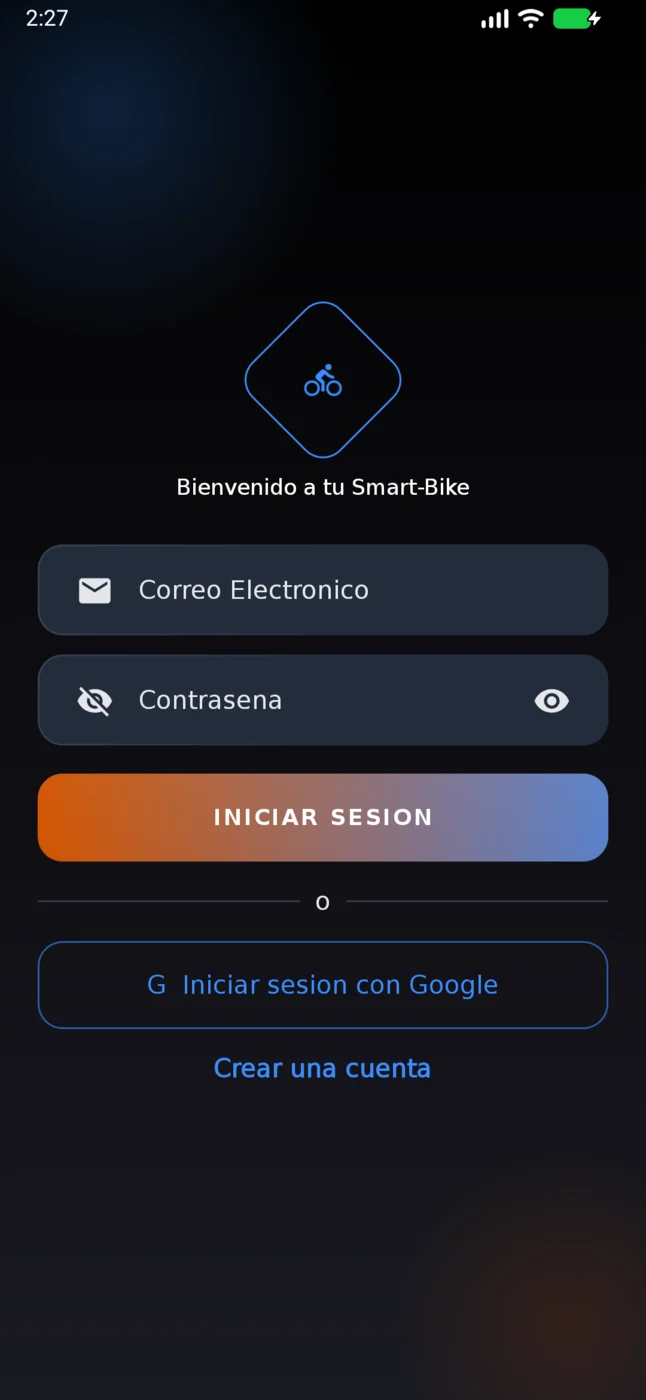 2:27
Bienvenido a tu Smart-Bike
Correo Electronico
Contrasena
INICIAR SESION
o
G Iniciar sesion con Google
Crear una cuenta